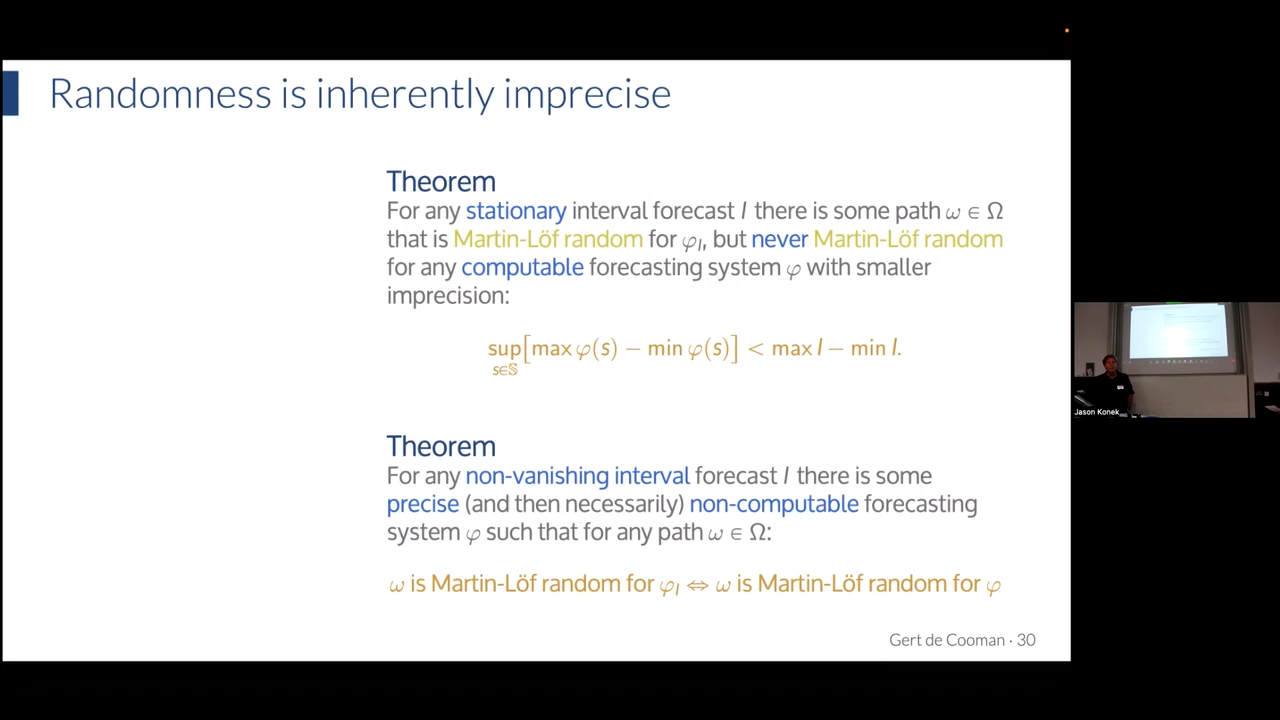 Randomness is inherently imprecise
Theorem
For any stationary interval forecast I there is some path ω ∈ Ω
that is Martin-Löf random for φ_I, but never Martin-Löf random
for any computable forecasting system φ with smaller
imprecision:
sup_{s∈𝕊} [max φ(s) − min φ(s)] < max I − min I.
Theorem
For any non-vanishing interval forecast I there is some
precise (and then necessarily) non-computable forecasting
system φ such that for any path ω ∈ Ω:
ω is Martin-Löf random for φ_I ⇔ ω is Martin-Löf random for φ
Gert de Cooman · 30
Jason Konek